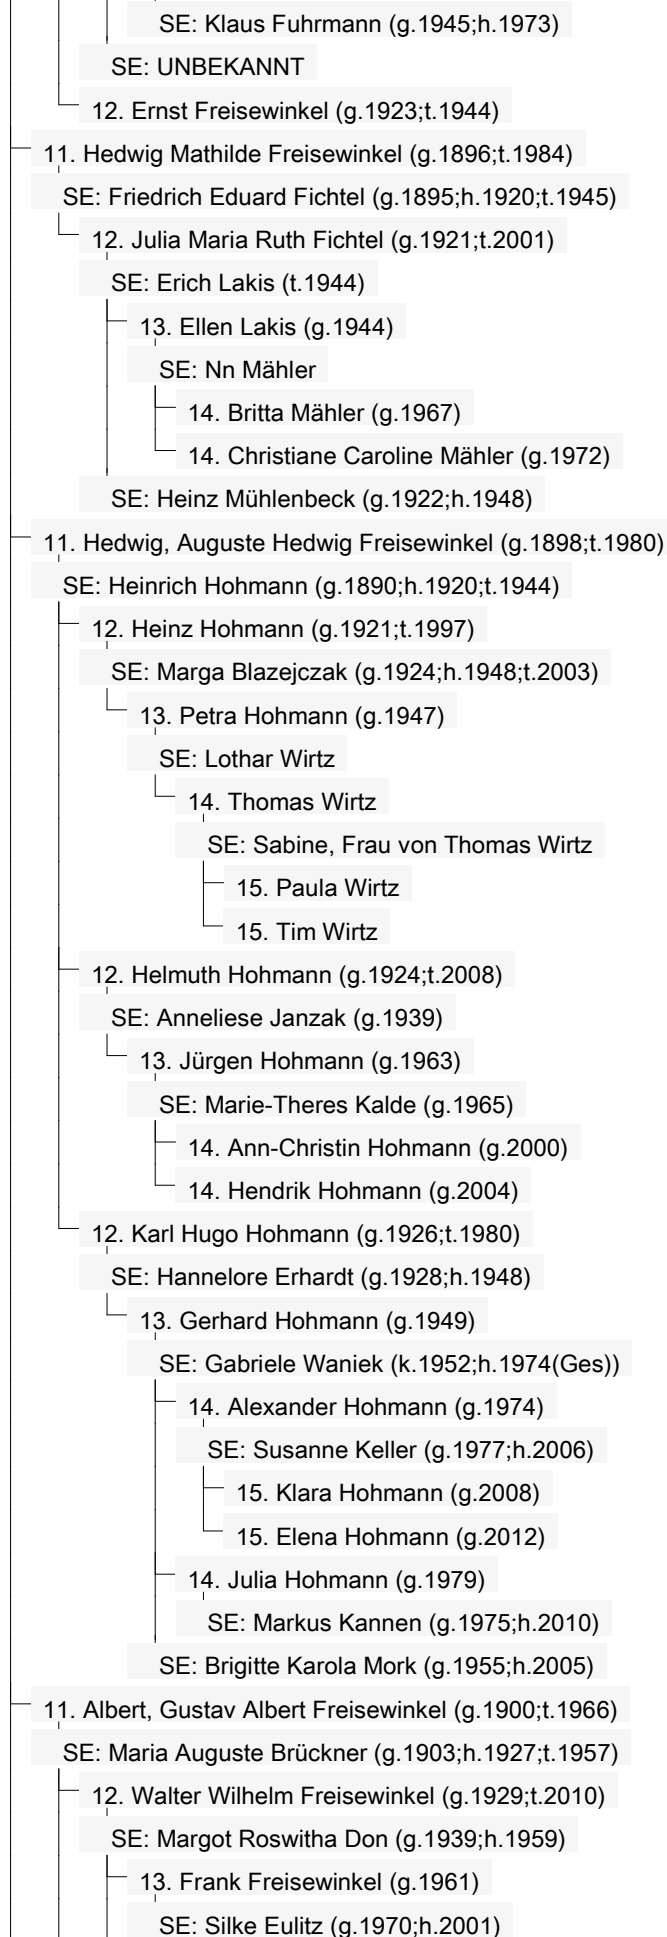 SE: Klaus Fuhrmann (g.1945;h.1973)
SE: UNBEKANNT
12. Ernst Freisewinkel (g.1923;t.1944)
11. Hedwig Mathilde Freisewinkel (g.1896;t.1984)
SE: Friedrich Eduard Fichtel (g.1895;h.1920;t.1945)
12. Julia Maria Ruth Fichtel (g.1921;t.2001)
SE: Erich Lakis (t.1944)
13. Ellen Lakis (g.1944)
SE: Nn Mähler
14. Britta Mähler (g.1967)
14. Christiane Caroline Mähler (g.1972)
SE: Heinz Mühlenbeck (g.1922;h.1948)
11. Hedwig, Auguste Hedwig Freisewinkel (g.1898;t.1980)
SE: Heinrich Hohmann (g.1890;h.1920;t.1944)
12. Heinz Hohmann (g.1921;t.1997)
SE: Marga Blazejczak (g.1924;h.1948;t.2003)
13. Petra Hohmann (g.1947)
SE: Lothar Wirtz
14. Thomas Wirtz
SE: Sabine, Frau von Thomas Wirtz
15. Paula Wirtz
15. Tim Wirtz
12. Helmuth Hohmann (g.1924;t.2008)
SE: Anneliese Janzak (g.1939)
13. Jürgen Hohmann (g.1963)
SE: Marie-Theres Kalde (g.1965)
14. Ann-Christin Hohmann (g.2000)
14. Hendrik Hohmann (g.2004)
12. Karl Hugo Hohmann (g.1926;t.1980)
SE: Hannelore Erhardt (g.1928;h.1948)
13. Gerhard Hohmann (g.1949)
SE: Gabriele Waniek (k.1952;h.1974(Ges))
14. Alexander Hohmann (g.1974)
SE: Susanne Keller (g.1977;h.2006)
15. Klara Hohmann (g.2008)
15. Elena Hohmann (g.2012)
14. Julia Hohmann (g.1979)
SE: Markus Kannen (g.1975;h.2010)
SE: Brigitte Karola Mork (g.1955;h.2005)
11. Albert, Gustav Albert Freisewinkel (g.1900;t.1966)
SE: Maria Auguste Brückner (g.1903;h.1927;t.1957)
12. Walter Wilhelm Freisewinkel (g.1929;t.2010)
SE: Margot Roswitha Don (g.1939;h.1959)
13. Frank Freisewinkel (g.1961)
SE: Silke Eulitz (g.1970;h.2001)